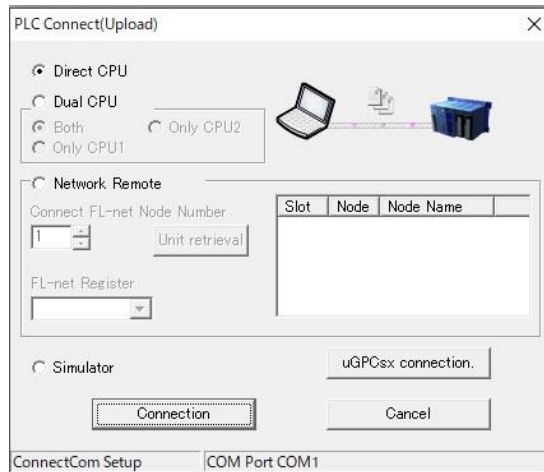 PLC Connect(Upload)
Direct CPU
Dual CPU
Both
Only CPU2
Only CPU1
Network Remote
Connect FL-net Node Number
1
Unit retrieval
Slot Node Node Name
FL-net Register
Simulator
uGPCsx connection.
Connection
Cancel
ConnectCom Setup
COM Port COM1